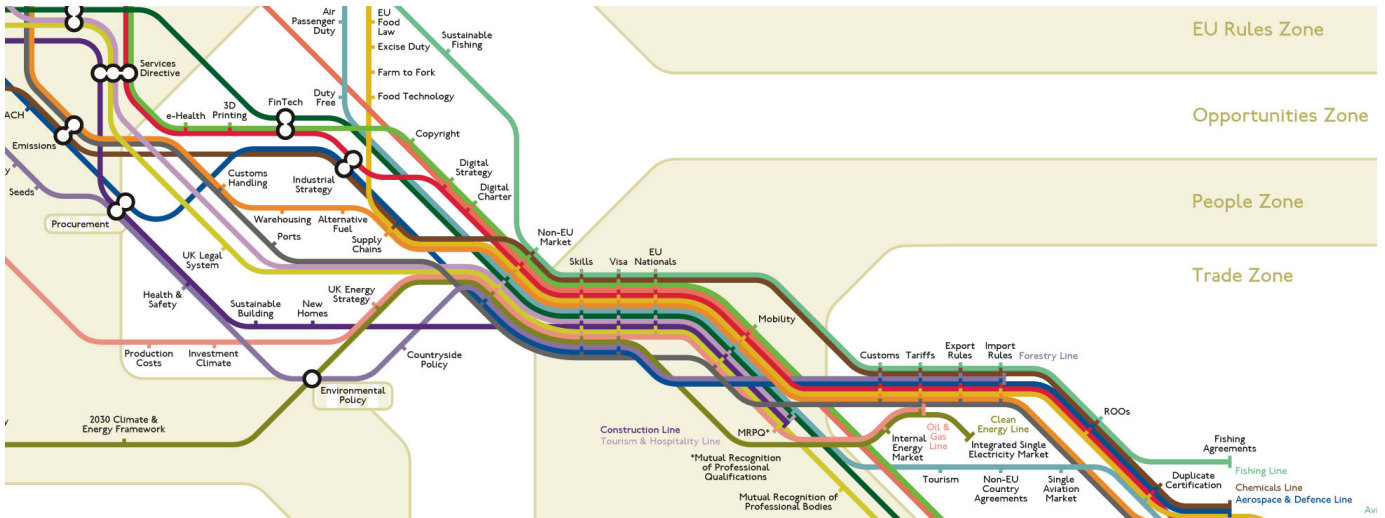 Air
Passenger
Duty
EU
Food
Law
Excise Duty
Farm to Fork
Food Technology
Duty
Free
Sustainable
Fishing
EU Rules Zone
Opportunities Zone
People Zone
Trade Zone
Services
Directive
e-Health
3D
Printing
FinTech
Copyright
Digital
Strategy
Digital
Charter
ACH
Emissions
y
Seeds
Procurement
Customs
Handling
Industrial
Strategy
Warehousing
Alternative
Fuel
Supply
Chains
Ports
UK Legal
System
Health &
Safety
Sustainable
Building
New
Homes
UK Energy
Strategy
Production
Costs
Investment
Climate
Countryside
Policy
Environmental
Policy
2030 Climate &
Energy Framework
y
Non-EU
Market
Skills
Visa
EU
Nationals
Mobility
Customs
Tariffs
Export
Rules
Import
Rules
Forestry Line
Construction Line
Tourism & Hospitality Line
MRPQ*
*Mutual Recognition
of Professional
Qualifications
Mutual Recognition of
Professional Bodies
Internal
Energy
Market
Oil &
Gas
Line
Clean
Energy Line
Integrated Single
Electricity Market
Tourism
Non-EU
Country
Agreements
Single
Aviation
Market
ROOs
Duplicate
Certification
Fishing
Agreements
Fishing Line
Chemicals Line
Aerospace & Defence Line
Avi